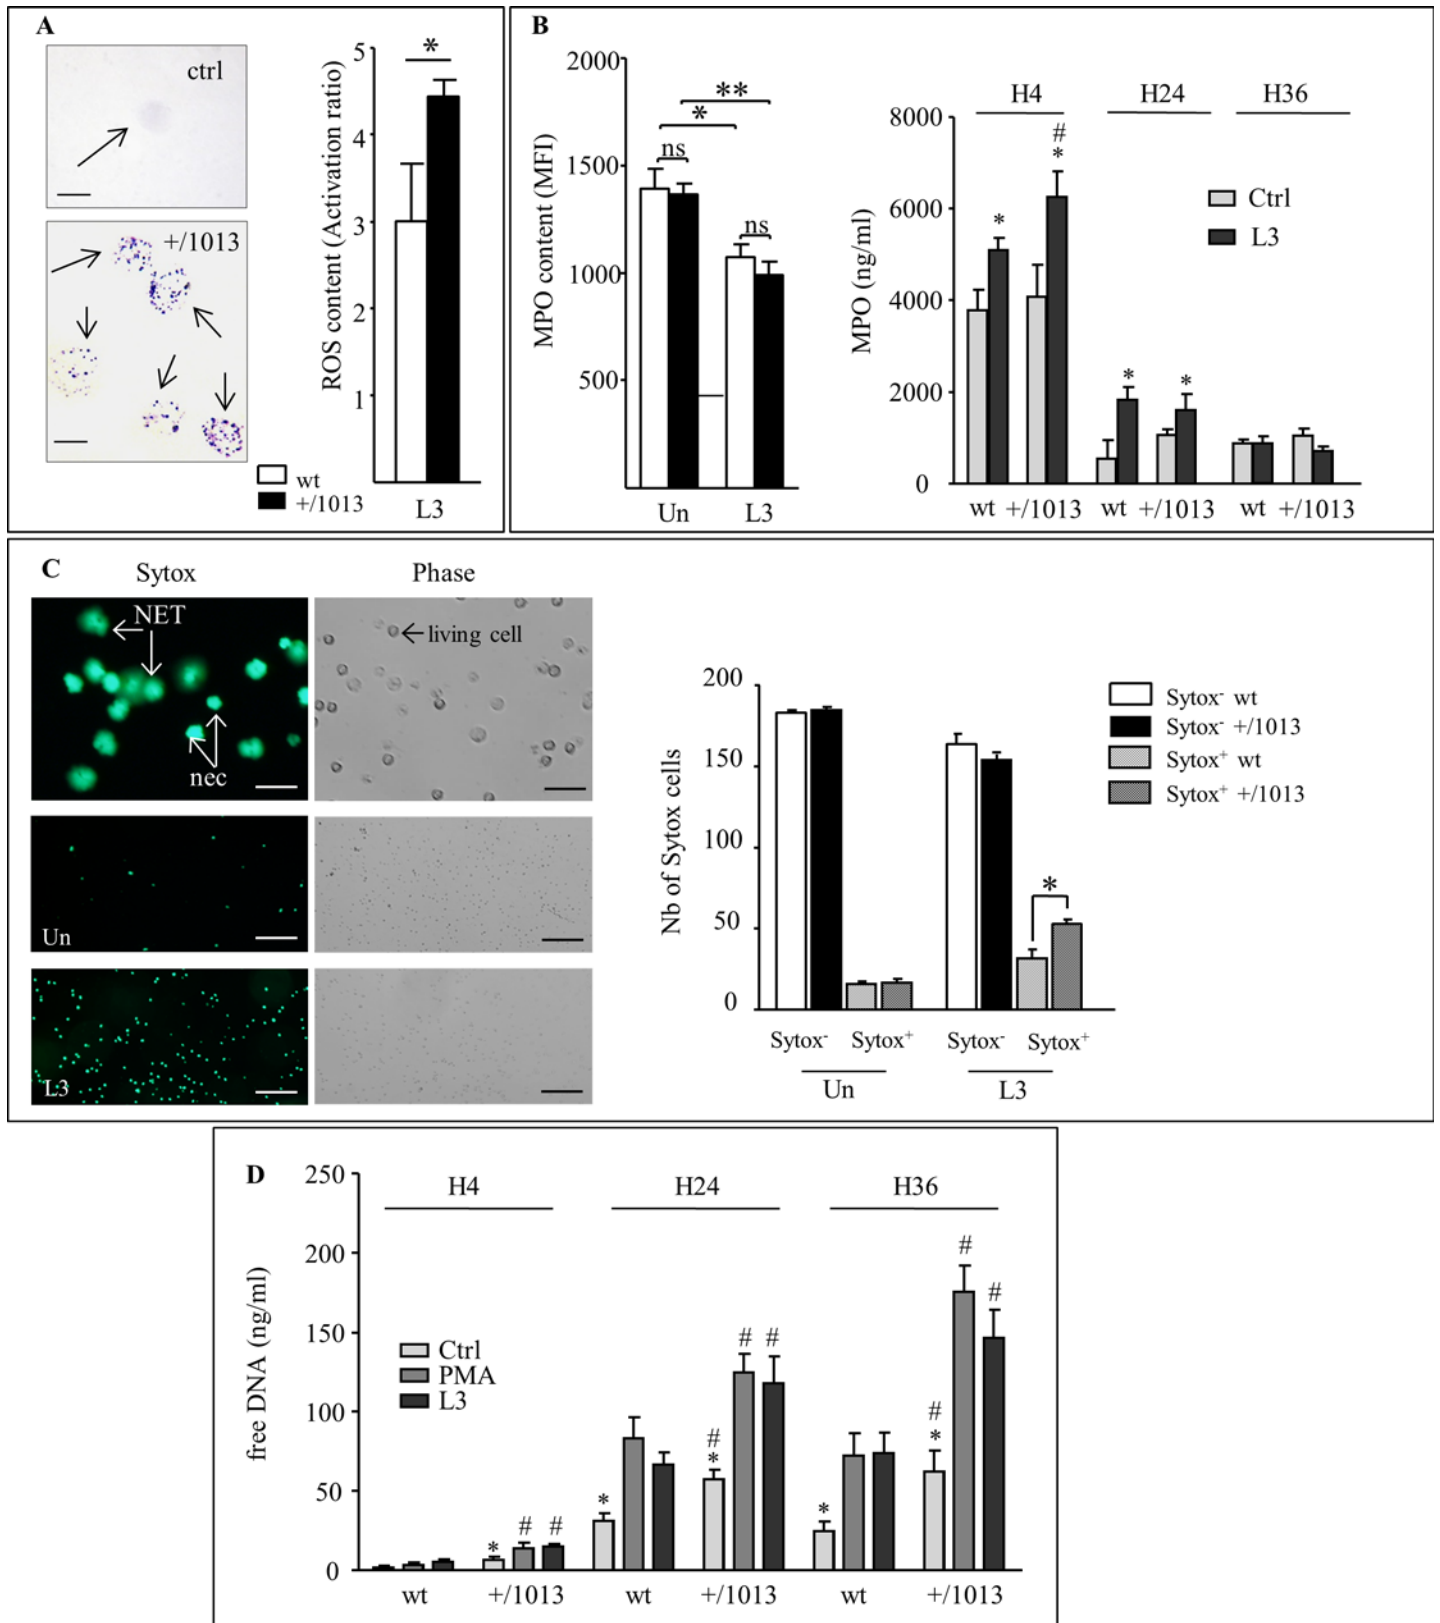 A
ctrl
+/1013
wt
+/1013
ROS content (Activation ratio)
5
4
3
2
1
*
L3
B
MPO content (MFI)
2000
1500
1000
500
**
*
ns
ns
Un L3
MPO (ng/ml)
8000
6000
4000
2000
0
H4 H24 H36
#
* * * *
Ctrl
L3
wt +/1013 wt +/1013 wt +/1013
C
Sytox Phase
NET
nec
living cell
Un
L3
Nb of Sytox cells
200
150
100
50
0
*
Sytox⁻ wt
Sytox⁻ +/1013
Sytox⁺ wt
Sytox⁺ +/1013
Sytox⁻ Sytox⁺ Sytox⁻ Sytox⁺
Un L3
D
free DNA (ng/ml)
250
200
150
100
50
0
H4 H24 H36
Ctrl
PMA
L3
* # # * # * # # * # * # #
wt +/1013 wt +/1013 wt +/1013